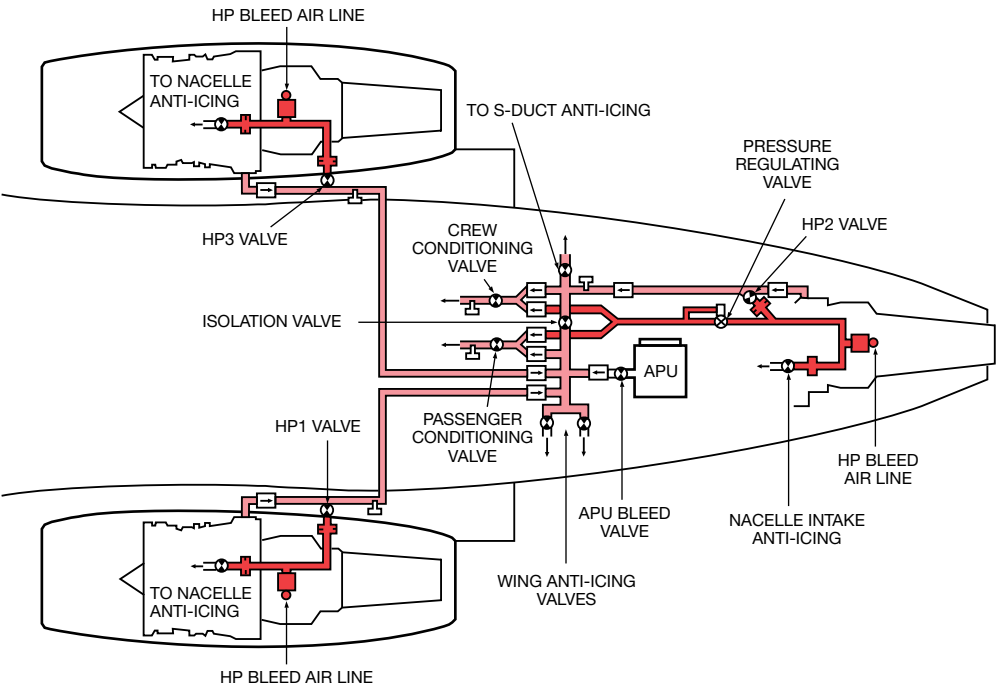 HP BLEED AIR LINE
TO NACELLE
ANTI-ICING
TO S-DUCT ANTI-ICING
PRESSURE
REGULATING
VALVE
HP2 VALVE
HP3 VALVE
CREW
CONDITIONING
VALVE
ISOLATION VALVE
APU
HP1 VALVE
PASSENGER
CONDITIONING
VALVE
HP BLEED
AIR LINE
APU BLEED
VALVE
NACELLE INTAKE
ANTI-ICING
WING ANTI-ICING
VALVES
TO NACELLE
ANTI-ICING
HP BLEED AIR LINE